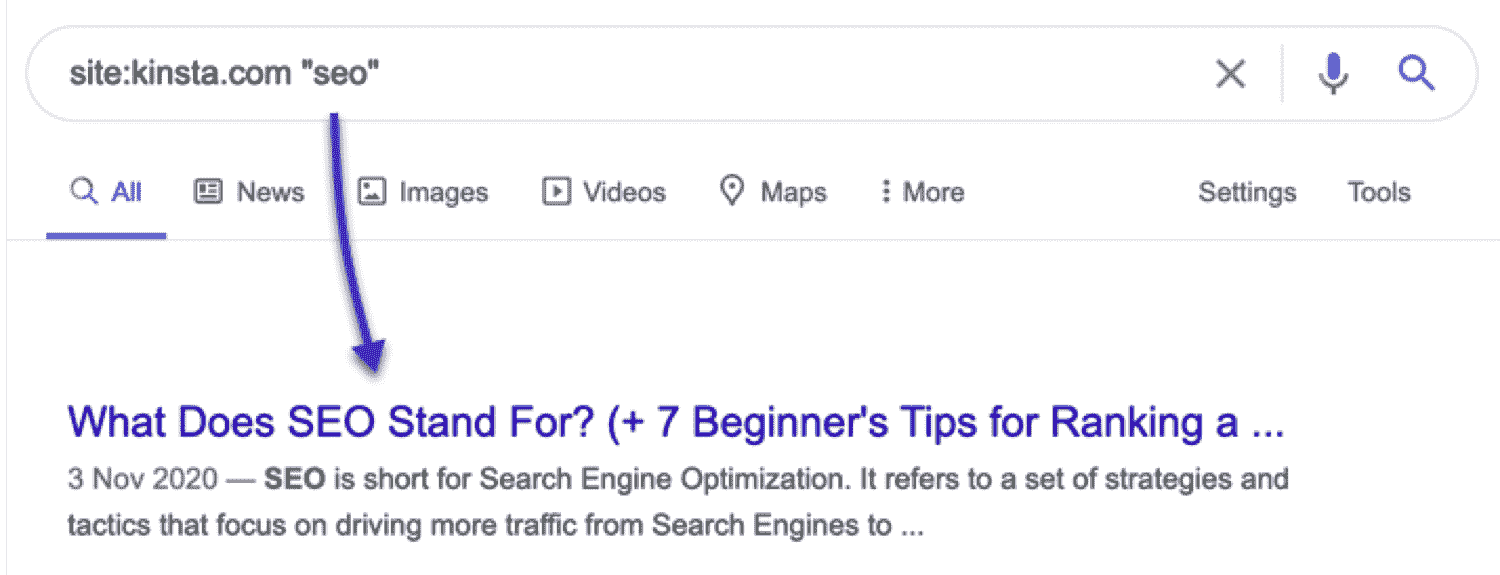 site:kinsta.com "seo"
All News Images Videos Maps More Settings Tools
What Does SEO Stand For? (+ 7 Beginner's Tips for Ranking a ...
3 Nov 2020 — SEO is short for Search Engine Optimization. It refers to a set of strategies and
tactics that focus on driving more traffic from Search Engines to ...